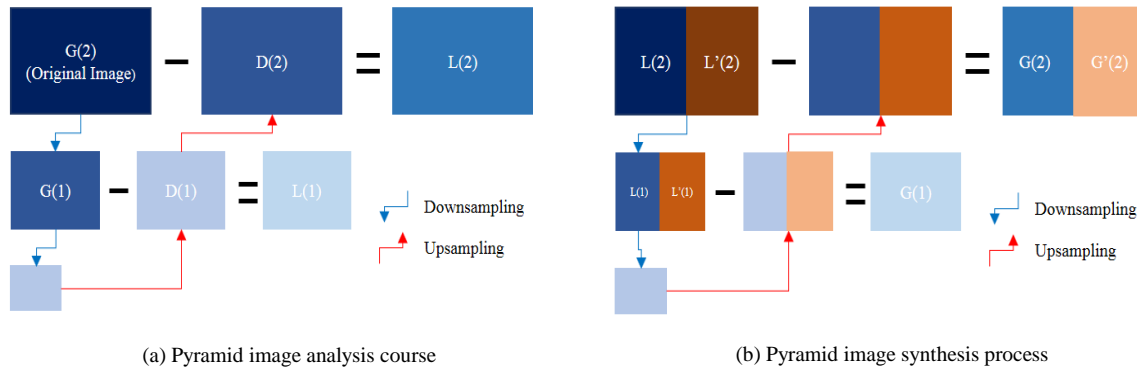 G(2)
(Original Image)
D(2)
L(2)
G(1)
D(1)
L(1)
Downsampling
Upsampling
(a) Pyramid image analysis course
L(2) L’(2)
G(2) G’(2)
L(1) L’(1)
G(1)
Downsampling
Upsampling
(b) Pyramid image synthesis process